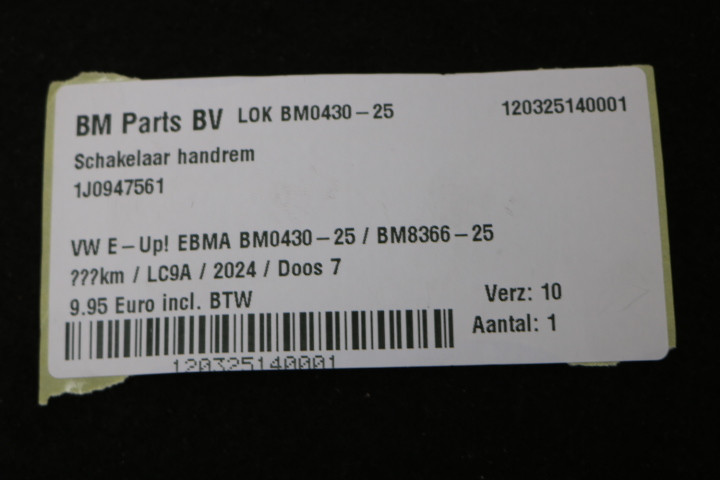 BM Parts BV LOK BM0430-25 120325140001
Schakelaar handrem
1J0947561
VW E-Up! EBMA BM0430-25 / BM8366-25
???km / LC9A / 2024 / Doos 7
9.95 Euro incl. BTW Verz: 10
Aantal: 1
120325140001